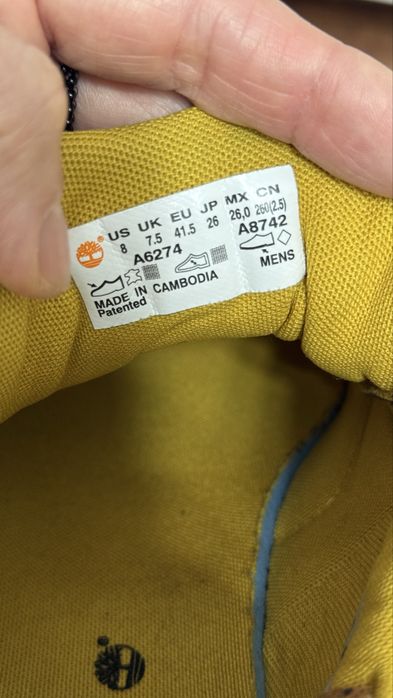 US UK EU JP MX CN
8 7.5 41.5 26 26,0 260(2.5)
A6274 A8742
MENS
MADE IN CAMBODIA
Patented